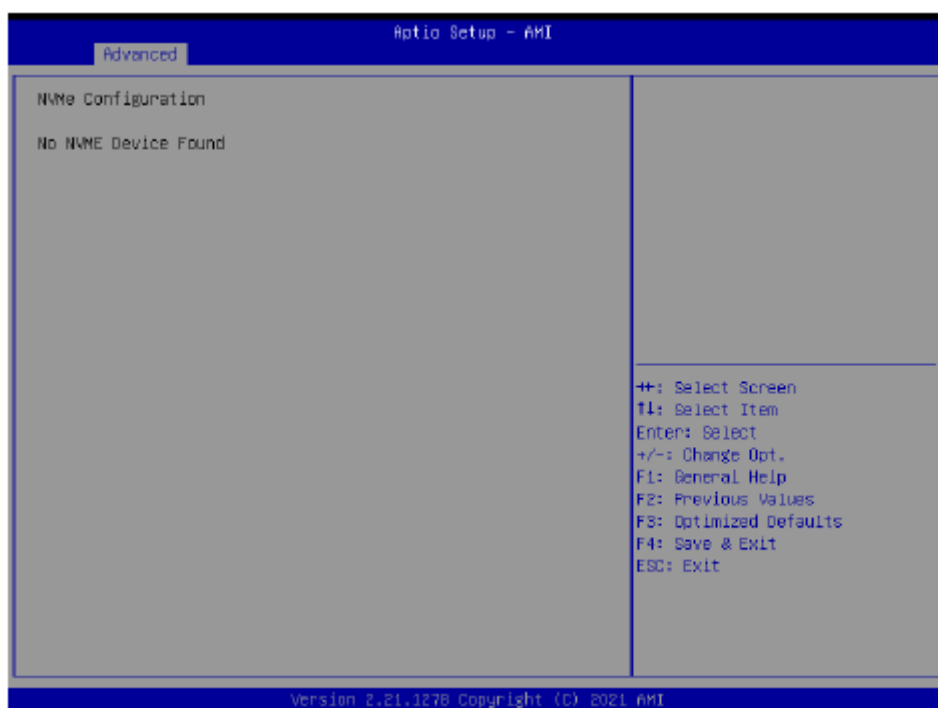 Aptio Setup - AMI
Advanced
NVMe Configuration
No NVME Device Found
→←: Select Screen
↑↓: Select Item
Enter: Select
+/-: Change Opt.
F1: General Help
F2: Previous Values
F3: Optimized Defaults
F4: Save & Exit
ESC: Exit
Version 2.21.1278 Copyright (C) 2021 AMI